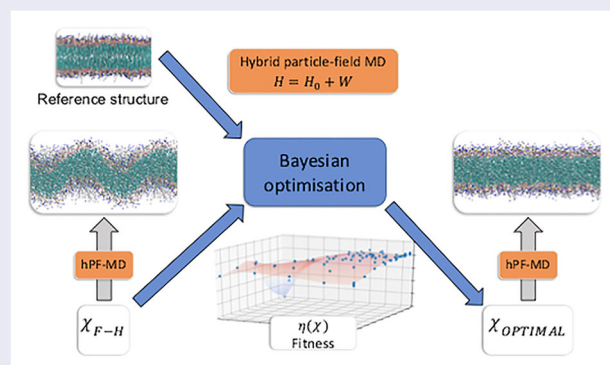 Reference structure
Hybrid particle-field MD
H = H₀ + W
Bayesian
optimisation
hPF-MD
hPF-MD
χ_{F-H}
η(χ)
Fitness
χ_{OPTIMAL}